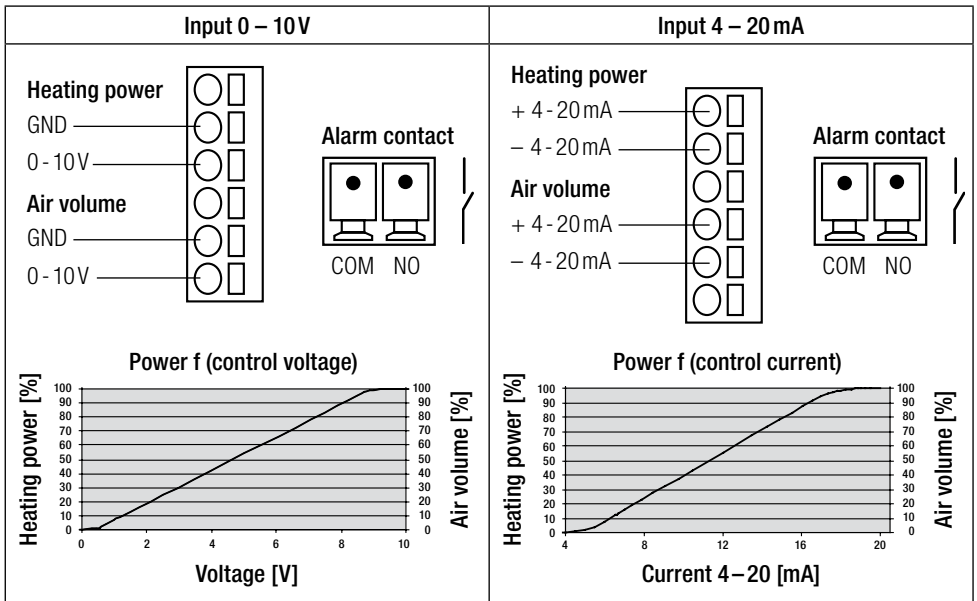 Input 0 – 10 V
Heating power
GND
0 - 10 V
Air volume
GND
0 - 10 V
Alarm contact
COM NO
Power f (control voltage)
Heating power [%]
100
90
80
70
60
50
40
30
20
10
0
0 2 4 6 8 10
100
90
80
70
60
50
40
30
20
10
0
Air volume [%]
Voltage [V]
Input 4 – 20 mA
Heating power
+ 4 - 20 mA
– 4 - 20 mA
Air volume
+ 4 - 20 mA
– 4 - 20 mA
Alarm contact
COM NO
Power f (control current)
Heating power [%]
100
90
80
70
60
50
40
30
20
10
0
4 8 12 16 20
100
90
80
70
60
50
40
30
20
10
0
Air volume [%]
Current 4 – 20 [mA]